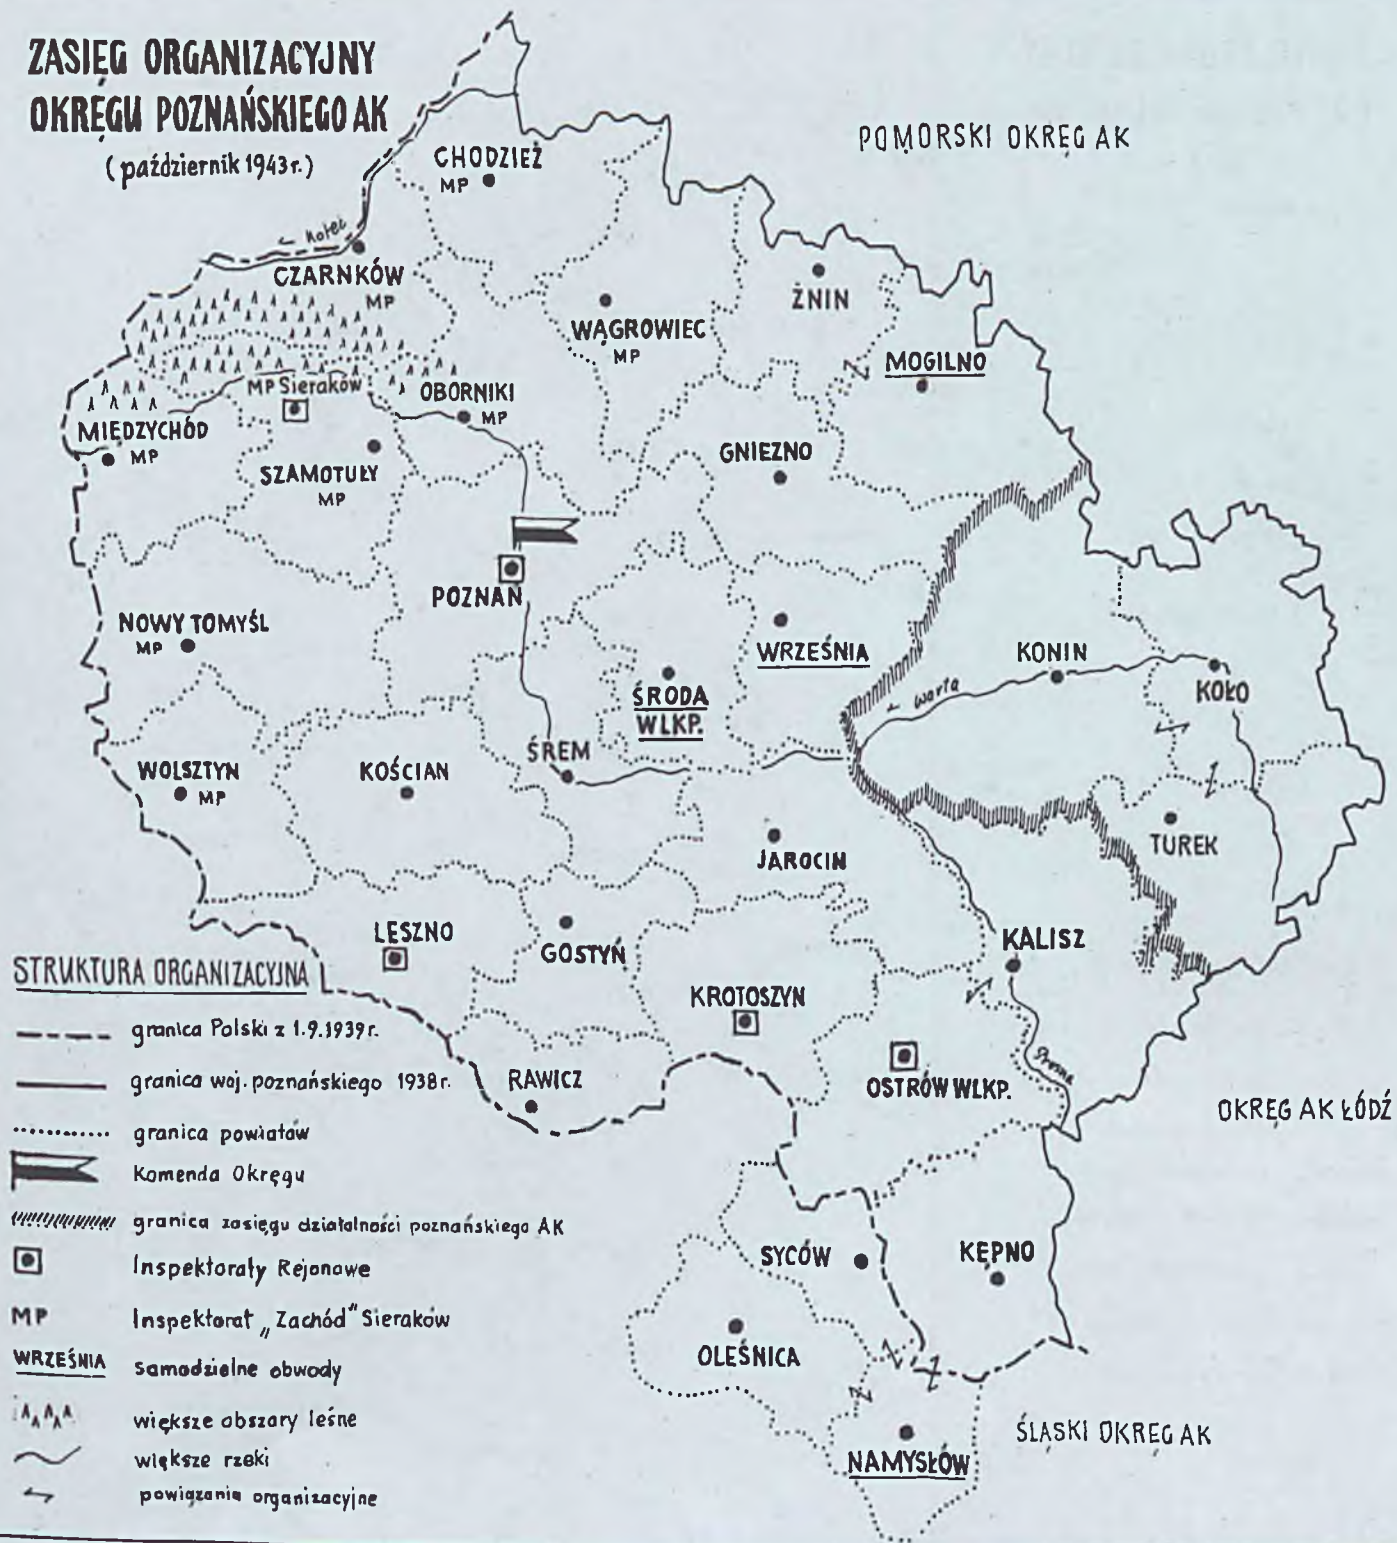 ZASIĘG ORGANIZACYJNY
OKRĘGU POZNAŃSKIEGO AK
(październik 1943r.)
POMORSKI OKRĘG AK
CHODZIEŻ
MP
Noteć
CZARNKÓW
MP
ŻNIN
WĄGROWIEC
MP
MOGILNO
MP Sieraków
OBORNIKI
MP
MIĘDZYCHÓD
MP
SZAMOTUŁY
MP
GNIEZNO
POZNAŃ
NOWY TOMYŚL
MP
WRZEŚNIA
KONIN
KOŁO
Warta
ŚRODA
WLKP.
ŚREM
WOLSZTYN
MP
KOŚCIAN
TUREK
JAROCIN
LESZNO
GOSTYŃ
KALISZ
KROTOSZYN
OSTRÓW WLKP.
Prosna
RAWICZ
OKRĘG AK ŁÓDŹ
SYCÓW
KĘPNO
OLEŚNICA
NAMYSŁÓW
ŚLĄSKI OKRĘG AK
STRUKTURA ORGANIZACYJNA
granica Polski z 1.9.1939r.
granica woj. poznańskiego 1938r.
granica powiatów
Komenda Okręgu
granica zasięgu działalności poznańskiego AK
Inspektoraty Rejonowe
MP Inspektorat „Zachód" Sieraków
WRZEŚNIA samodzielne obwody
większe obszary leśne
większe rzeki
powiązania organizacyjne